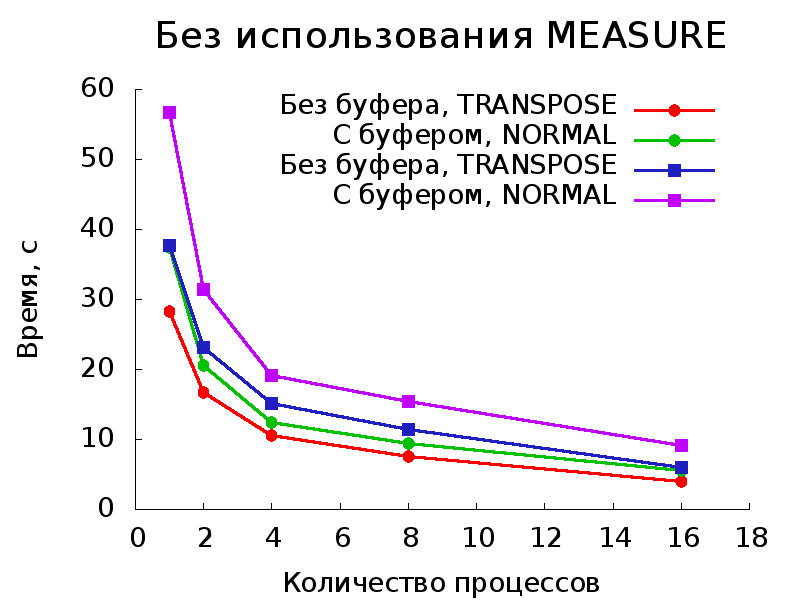 Без использования MEASURE
60
50
40
30
20
10
0
Время, с
Без буфера, TRANSPOSE
С буфером, NORMAL
Без буфера, TRANSPOSE
С буфером, NORMAL
0 2 4 6 8 10 12 14 16 18
Количество процессов